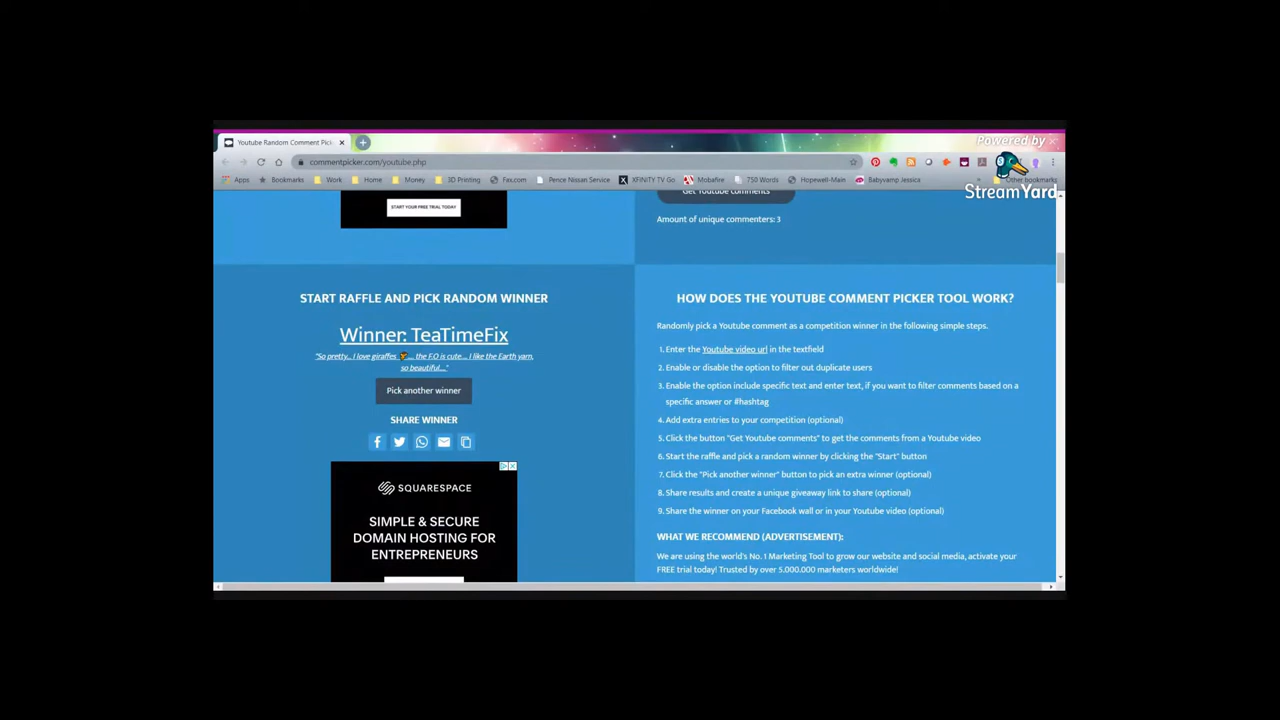 Youtube Random Comment Pick
Powered by
commentpicker.com/youtube.php
StreamYard
Apps Bookmarks Work Home Money 3D Printing Fax.com Pence Nissan Service XFINITY TV Go Mobafire 750 Words Hopewell-Main Babyvamp Jessica Other bookmarks
START YOUR FREE TRIAL TODAY
Get Youtube comments
Amount of unique commenters: 3
START RAFFLE AND PICK RANDOM WINNER
Winner: TeaTimeFix
"So pretty... I love giraffes 🦒.... the F.O is cute.... I like the Earth yarn,
so beautiful...."
Pick another winner
SHARE WINNER
SQUARESPACE
SIMPLE & SECURE
DOMAIN HOSTING FOR
ENTREPRENEURS
HOW DOES THE YOUTUBE COMMENT PICKER TOOL WORK?
Randomly pick a Youtube comment as a competition winner in the following simple steps.
1. Enter the Youtube video url in the textfield
2. Enable or disable the option to filter out duplicate users
3. Enable the option include specific text and enter text, if you want to filter comments based on a
specific answer or #hashtag
4. Add extra entries to your competition (optional)
5. Click the button "Get Youtube comments" to get the comments from a Youtube video
6. Start the raffle and pick a random winner by clicking the "Start" button
7. Click the "Pick another winner" button to pick an extra winner (optional)
8. Share results and create a unique giveaway link to share (optional)
9. Share the winner on your Facebook wall or in your Youtube video (optional)
WHAT WE RECOMMEND (ADVERTISEMENT):
We are using the world's No. 1 Marketing Tool to grow our website and social media, activate your
FREE trial today! Trusted by over 5.000.000 marketers worldwide!